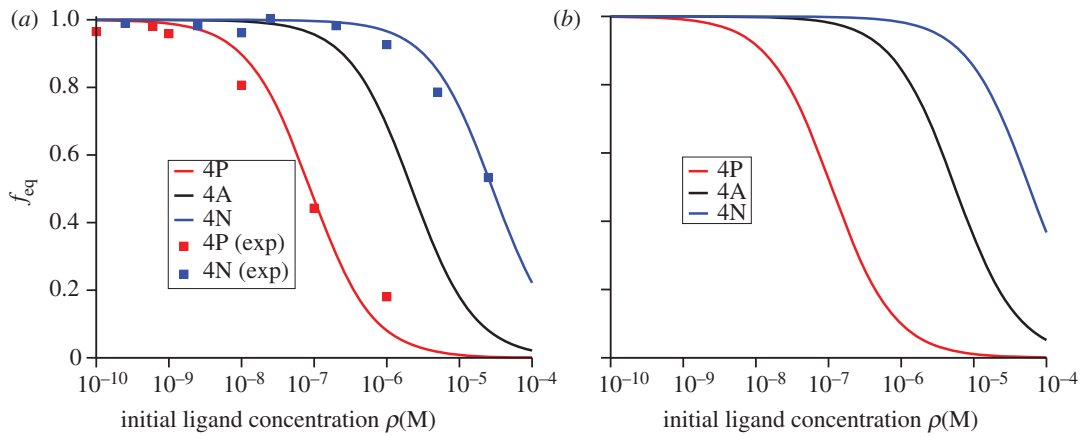 (a)
1.0
0.8
0.6
0.4
0.2
0
f_eq
4P
4A
4N
4P (exp)
4N (exp)
10⁻¹⁰ 10⁻⁹ 10⁻⁸ 10⁻⁷ 10⁻⁶ 10⁻⁵ 10⁻⁴
initial ligand concentration ρ(M)
(b)
4P
4A
4N
10⁻¹⁰ 10⁻⁹ 10⁻⁸ 10⁻⁷ 10⁻⁶ 10⁻⁵ 10⁻⁴
initial ligand concentration ρ(M)